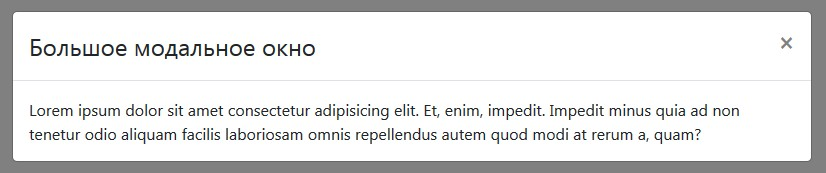 Большое модальное окно
×
Lorem ipsum dolor sit amet consectetur adipisicing elit. Et, enim, impedit. Impedit minus quia ad non
tenetur odio aliquam facilis laboriosam omnis repellendus autem quod modi at rerum a, quam?